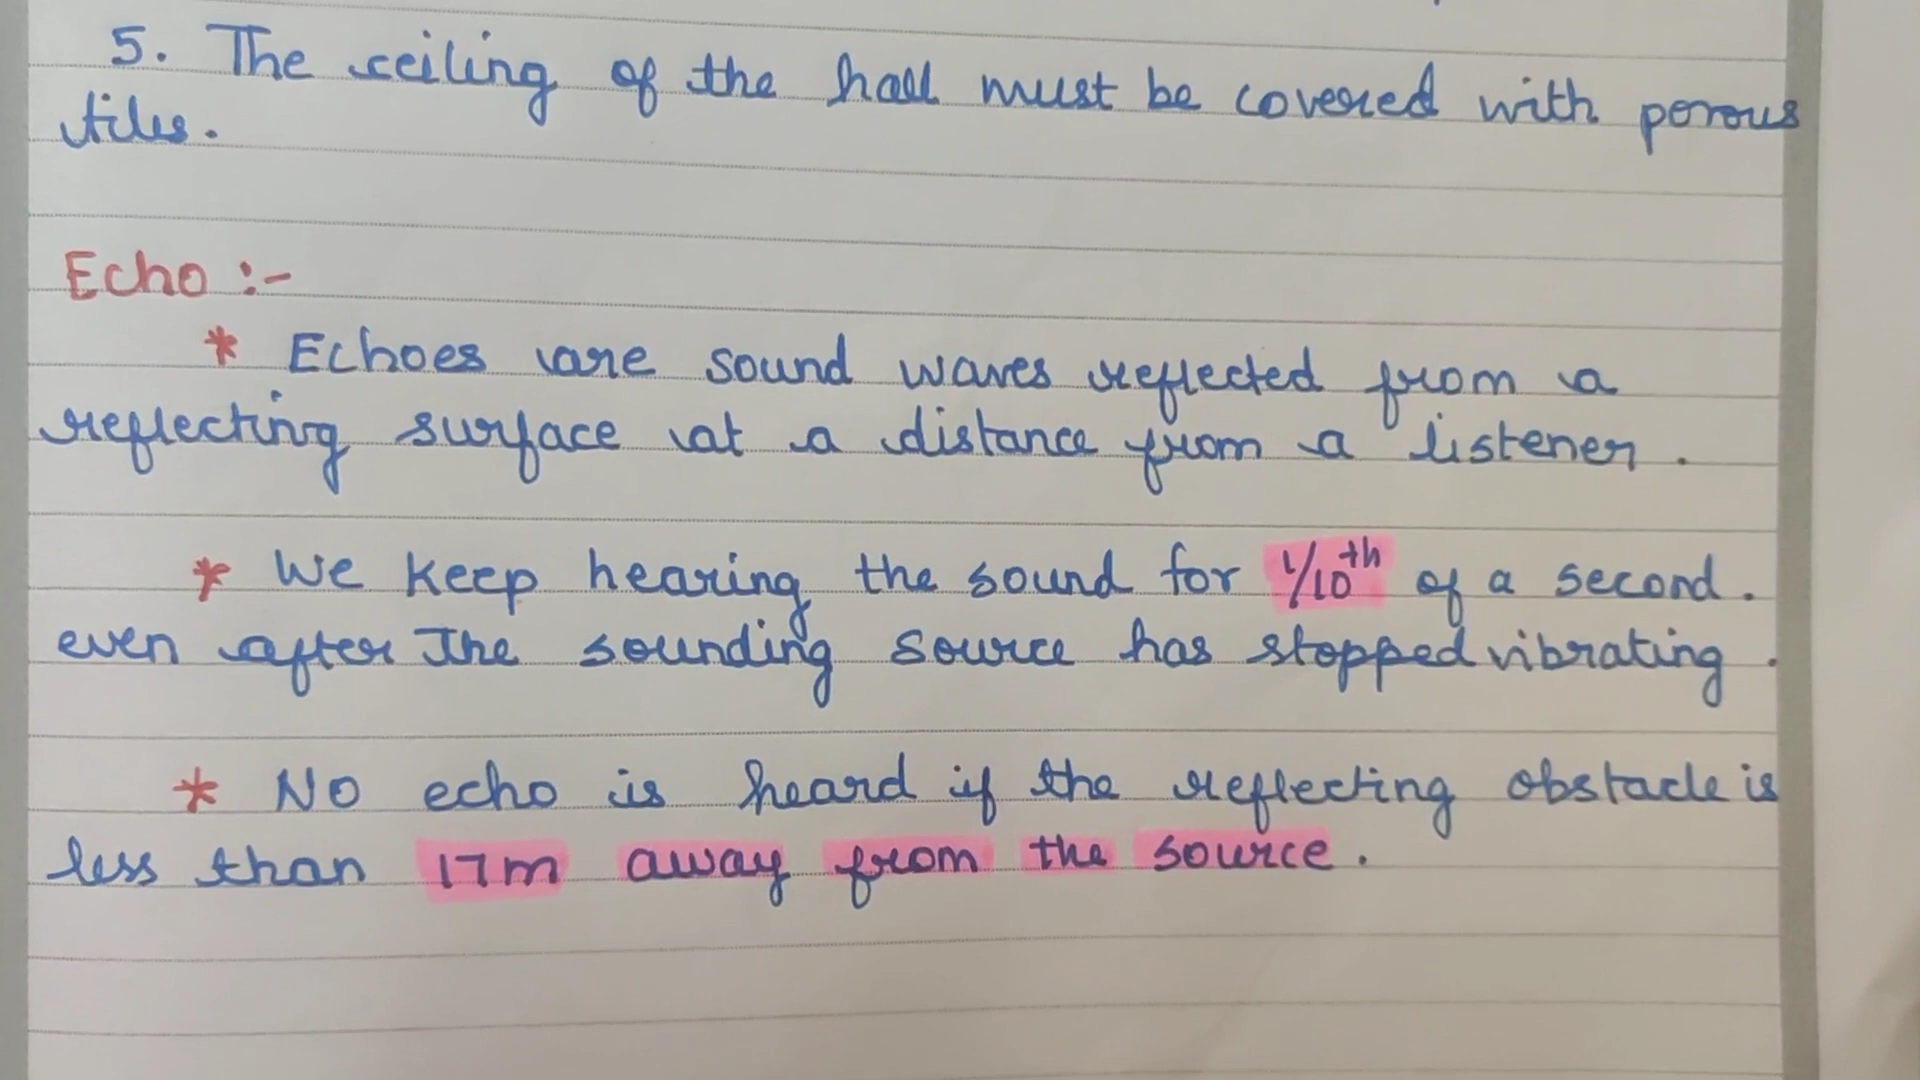 5. The ceiling of the hall must be covered with porous
tiles.
Echo :-
* Echoes are sound waves reflected from a
reflecting surface at a distance from a listener.
* We keep hearing the sound for 1/10th of a second.
even after The sounding source has stopped vibrating.
* No echo is heard if the reflecting obstacle is
less than 17m away from the source.